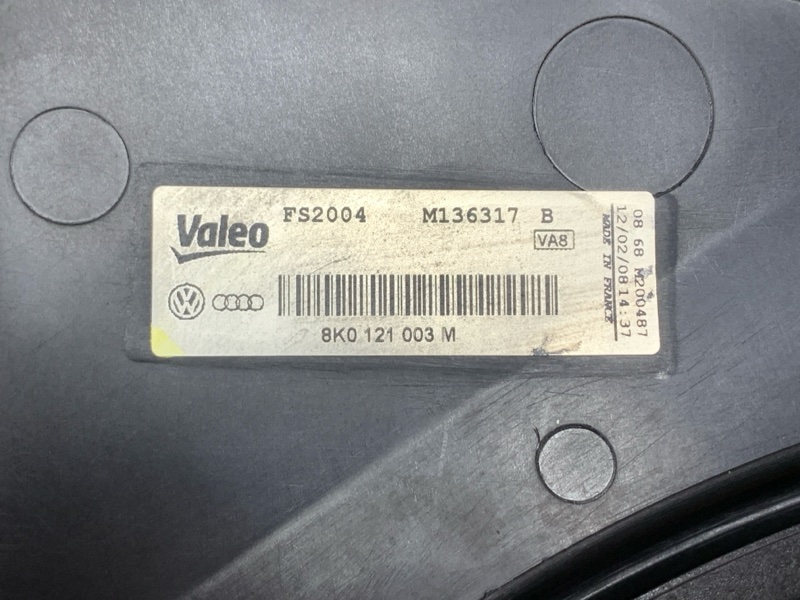 Valeo FS2004 M136317 B
VA8
8K0 121 003 M
08 68 M200487
12/02/08 14:37
MADE IN FRANCE